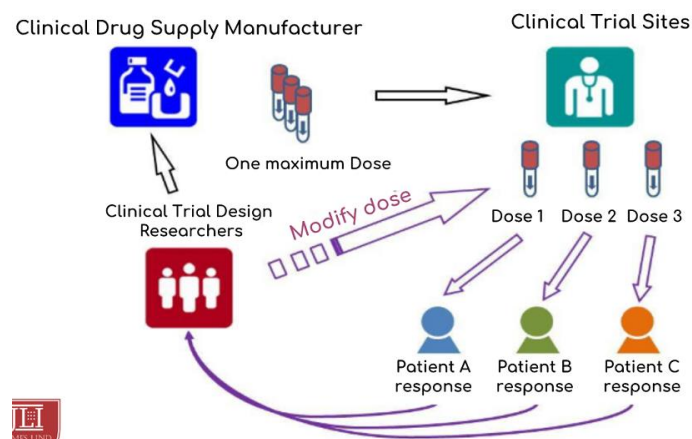 Clinical Drug Supply Manufacturer
Clinical Trial Sites
One maximum Dose
Clinical Trial Design
Researchers
Modify dose
Dose 1
Dose 2
Dose 3
Patient A
response
Patient B
response
Patient C
response
LI